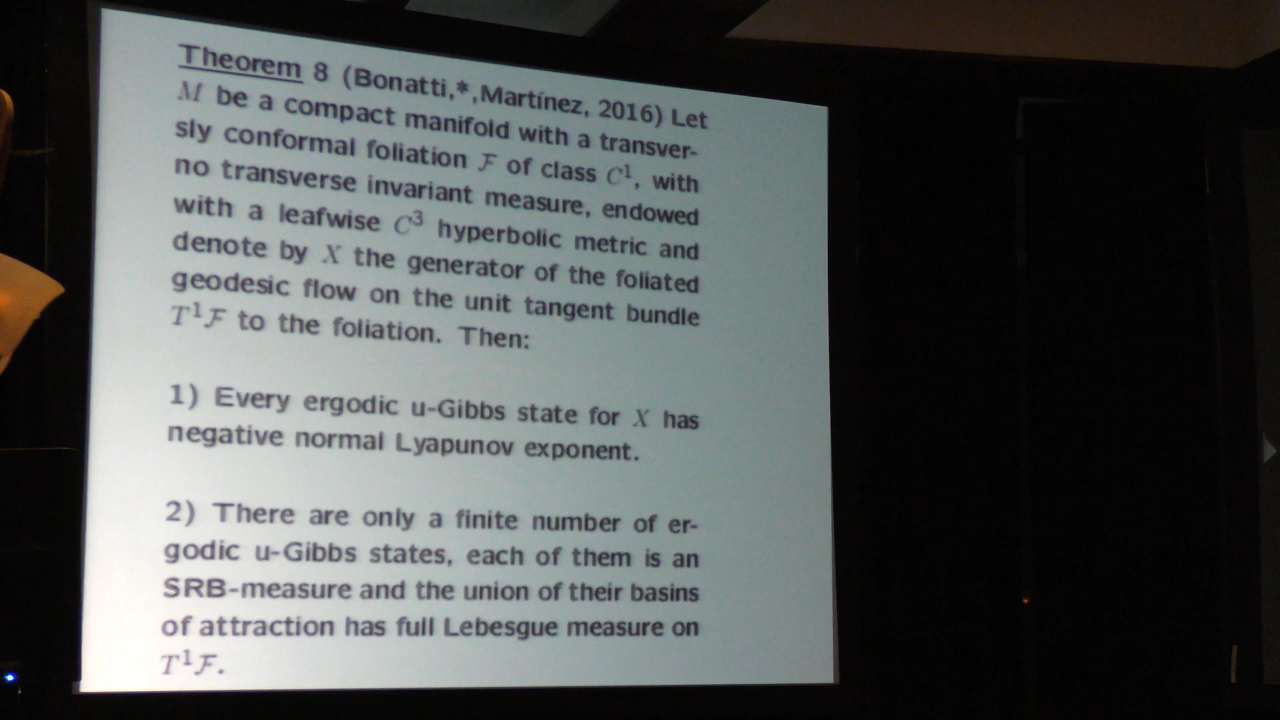 Theorem 8 (Bonatti,*,Martínez, 2016) Let
M be a compact manifold with a transver-
sly conformal foliation F of class C¹, with
no transverse invariant measure, endowed
with a leafwise C³ hyperbolic metric and
denote by X the generator of the foliated
geodesic flow on the unit tangent bundle
T¹F to the foliation. Then:
1) Every ergodic u-Gibbs state for X has
negative normal Lyapunov exponent.
2) There are only a finite number of er-
godic u-Gibbs states, each of them is an
SRB-measure and the union of their basins
of attraction has full Lebesgue measure on
T¹F.